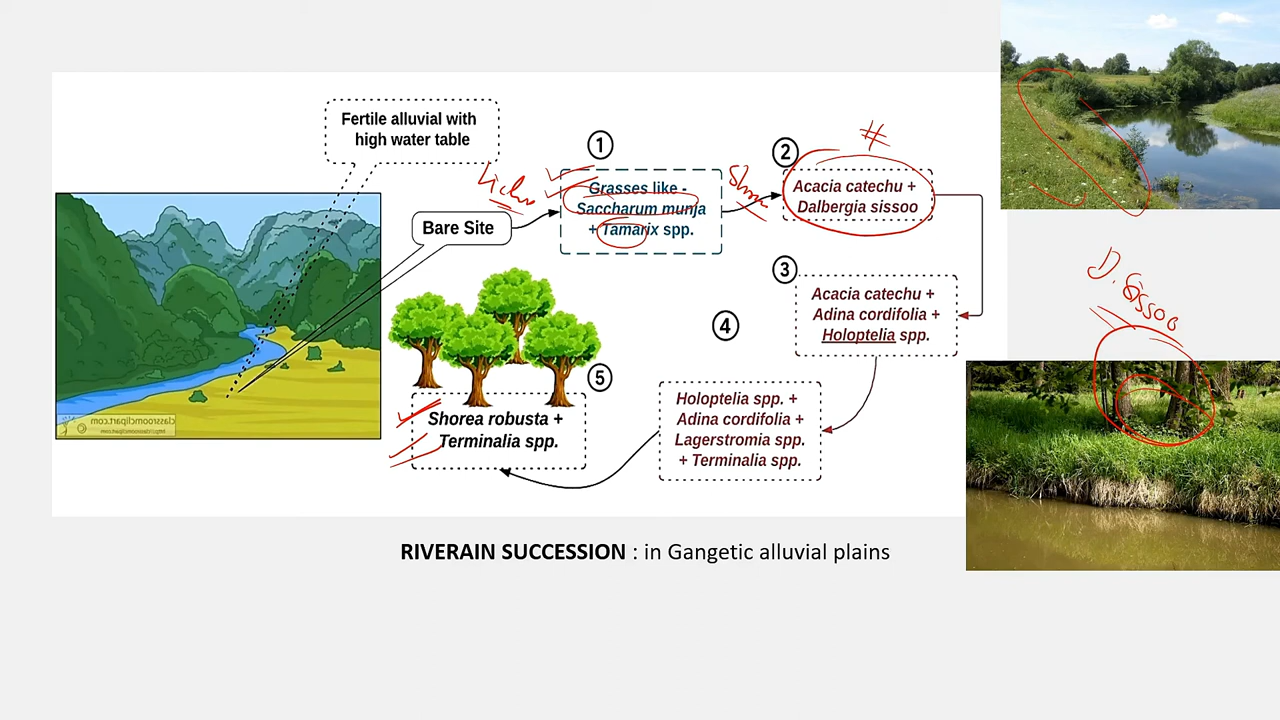 Fertile alluvial with
high water table
Bare Site
1
Grasses like -
Saccharum munja
+ Tamarix spp.
2
#
Acacia catechu +
Dalbergia sissoo
3
Acacia catechu +
Adina cordifolia +
Holoptelia spp.
4
Holoptelia spp. +
Adina cordifolia +
Lagerstromia spp.
+ Terminalia spp.
5
Shorea robusta +
Terminalia spp.
D. Sissoo
classroomclipart.com ©
RIVERAIN SUCCESSION : in Gangetic alluvial plains